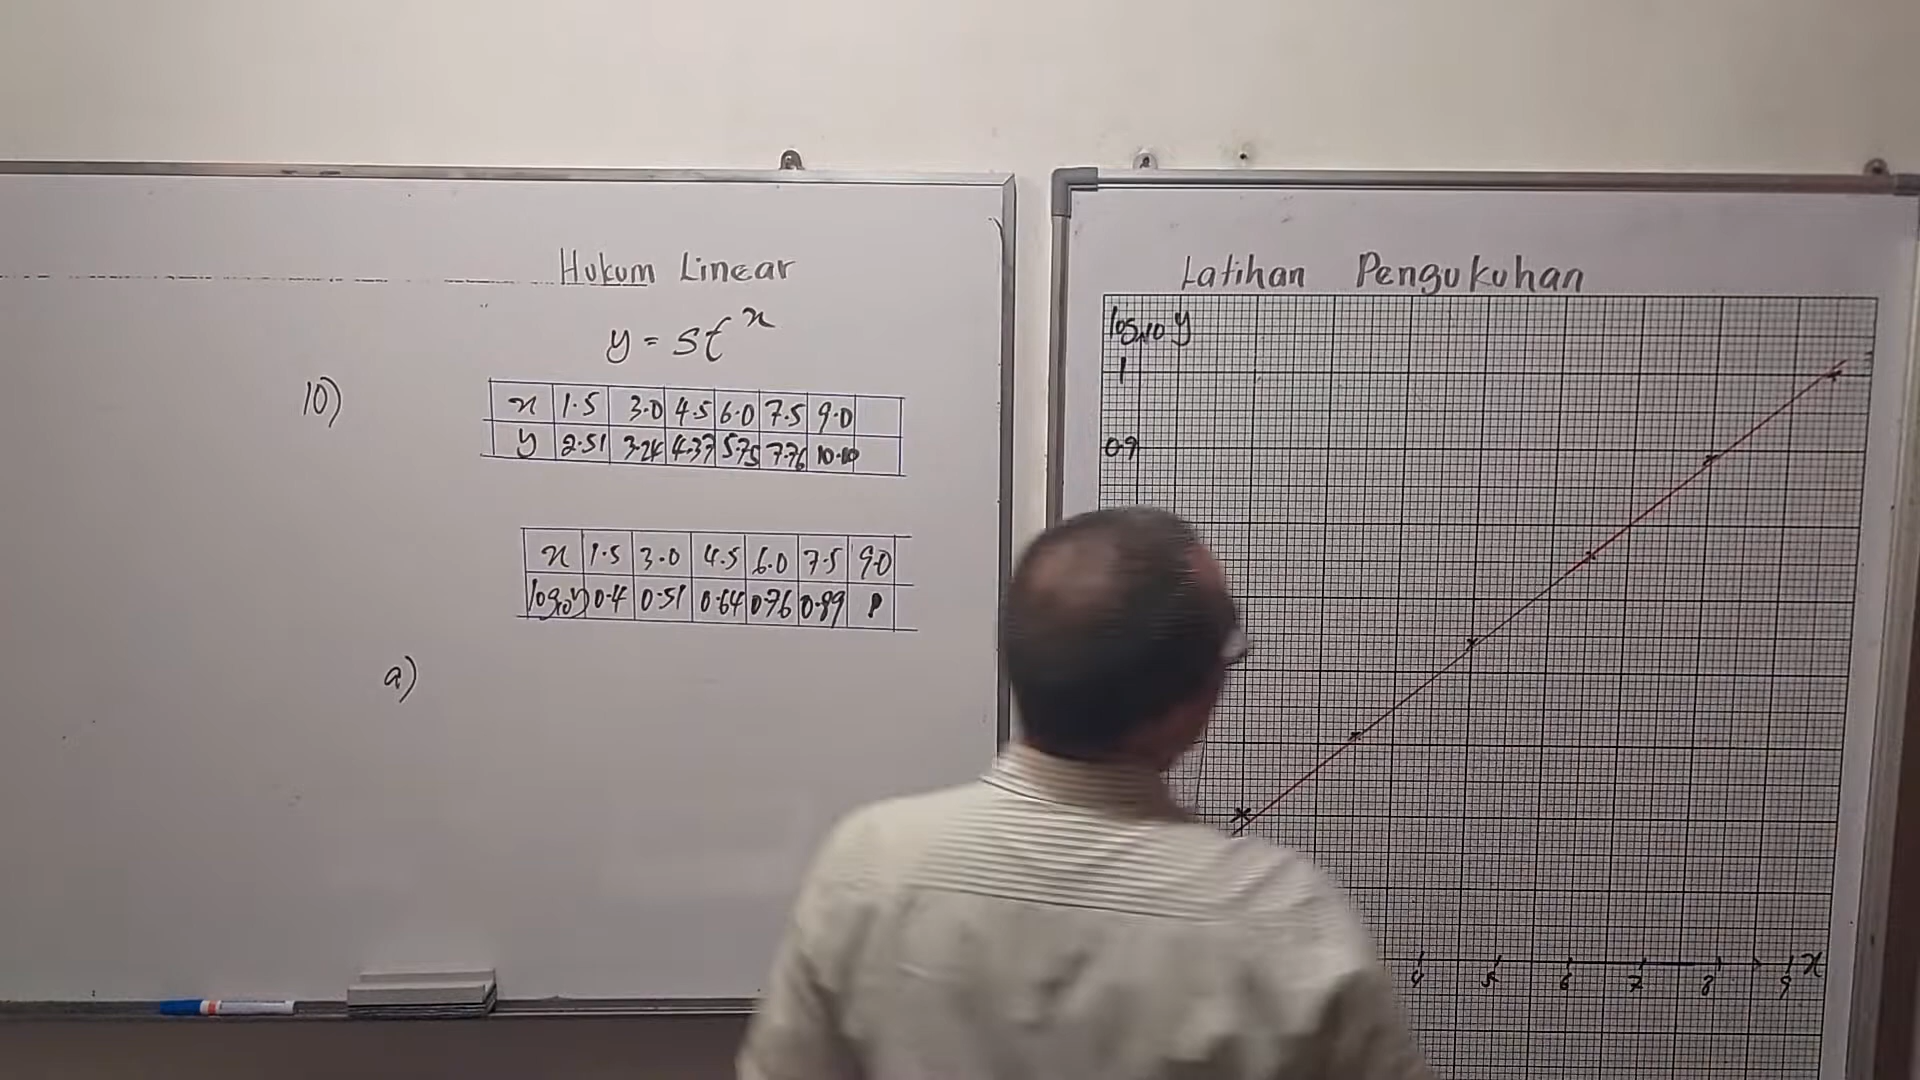 Hukum Linear
y = st^x
10)
x 1.5 3.0 4.5 6.0 7.5 9.0
y 2.51 3.24 4.37 5.75 7.76 10.10
x 1.5 3.0 4.5 6.0 7.5 9.0
log10 y 0.4 0.51 0.64 0.76 0.89 1
a)
Latihan Pengukuhan
log10 y
1
0.9
4 5 6 7 8 9 x